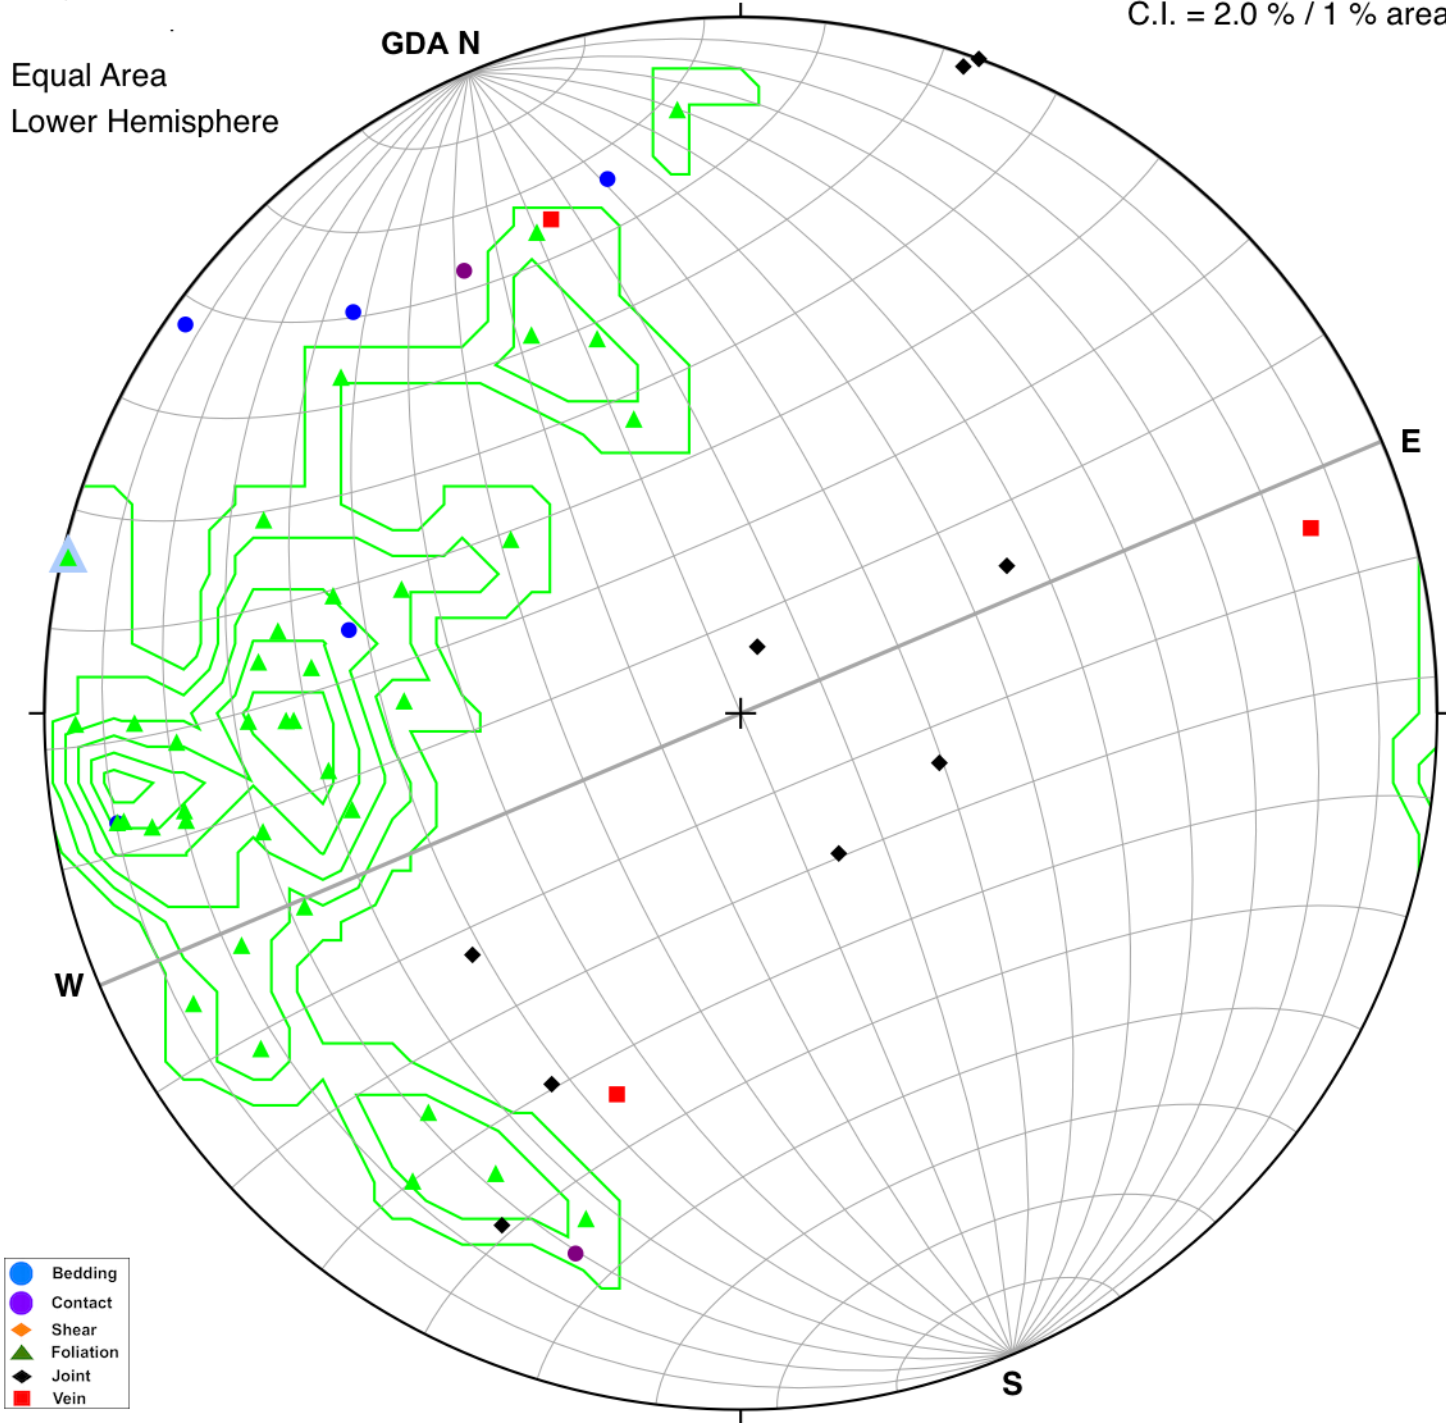 C.I. = 2.0 % / 1 % area
GDA N
Equal Area
Lower Hemisphere
E
W
S
Bedding
Contact
Shear
Foliation
Joint
Vein